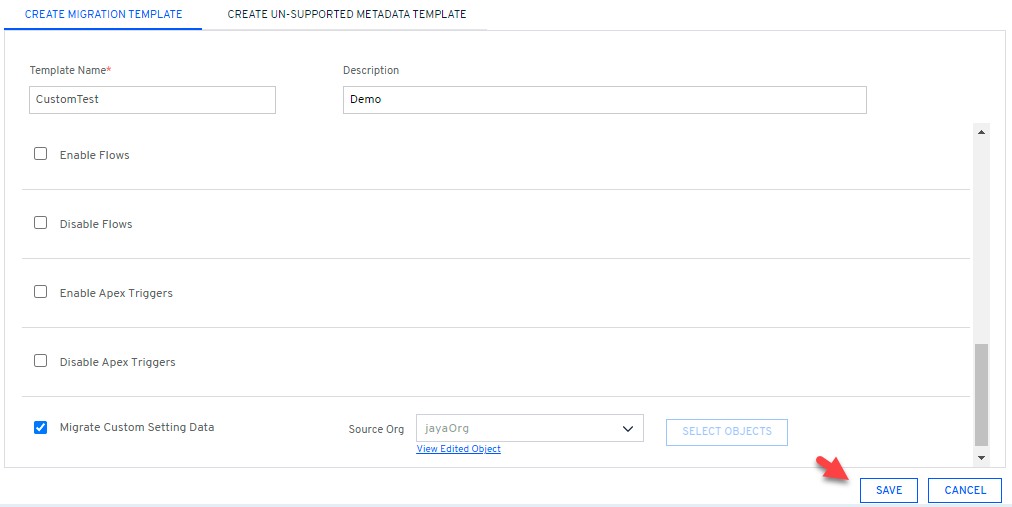 CREATE MIGRATION TEMPLATE CREATE UN-SUPPORTED METADATA TEMPLATE
Template Name* Description
CustomTest Demo
Enable Flows
Disable Flows
Enable Apex Triggers
Disable Apex Triggers
Migrate Custom Setting Data Source Org jayaOrg SELECT OBJECTS
View Edited Object
SAVE CANCEL